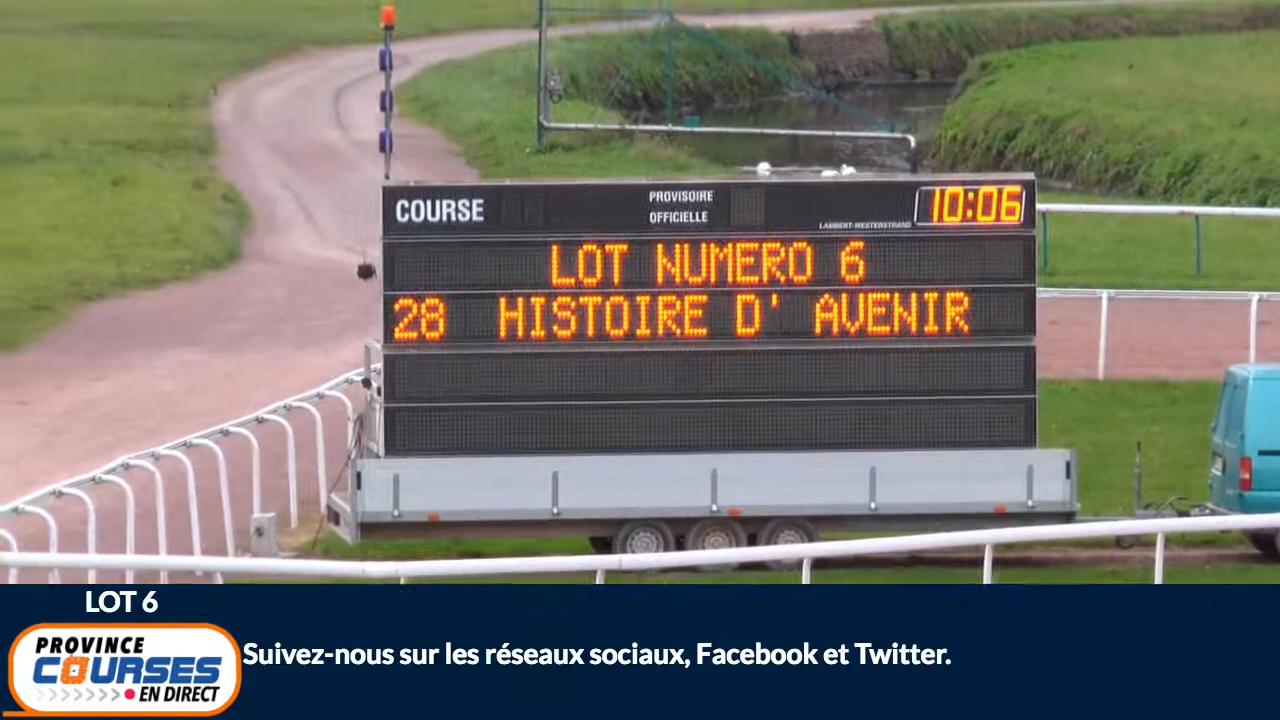 COURSE
PROVISOIRE
OFFICIELLE
LAMBERT-WESTERSTRAND
10:06
LOT NUMERO 6
28 HISTOIRE D' AVENIR
LOT 6
PROVINCE
COURSES
EN DIRECT
Suivez-nous sur les réseaux sociaux, Facebook et Twitter.